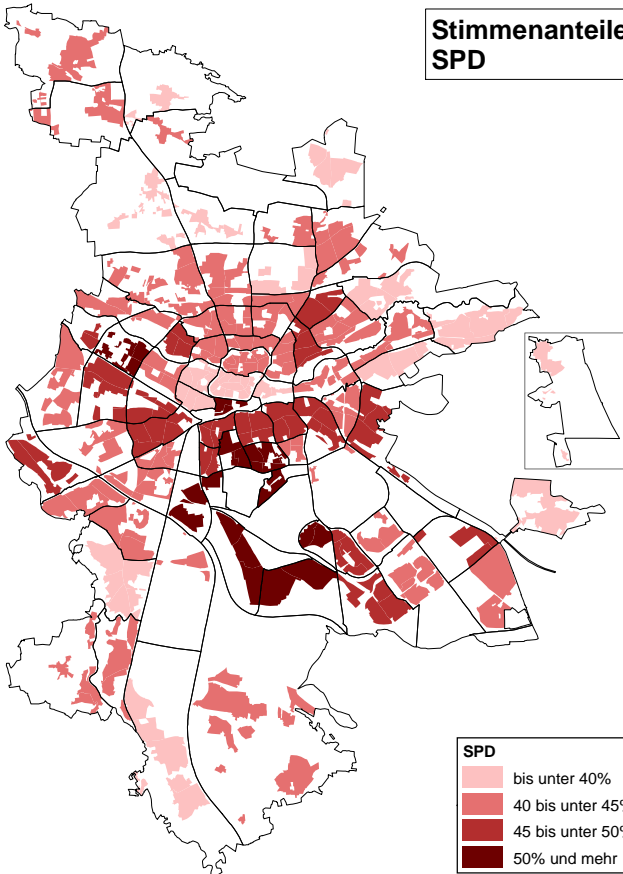 Stimmenanteile
SPD
SPD
bis unter 40%
40 bis unter 45%
45 bis unter 50%
50% und mehr